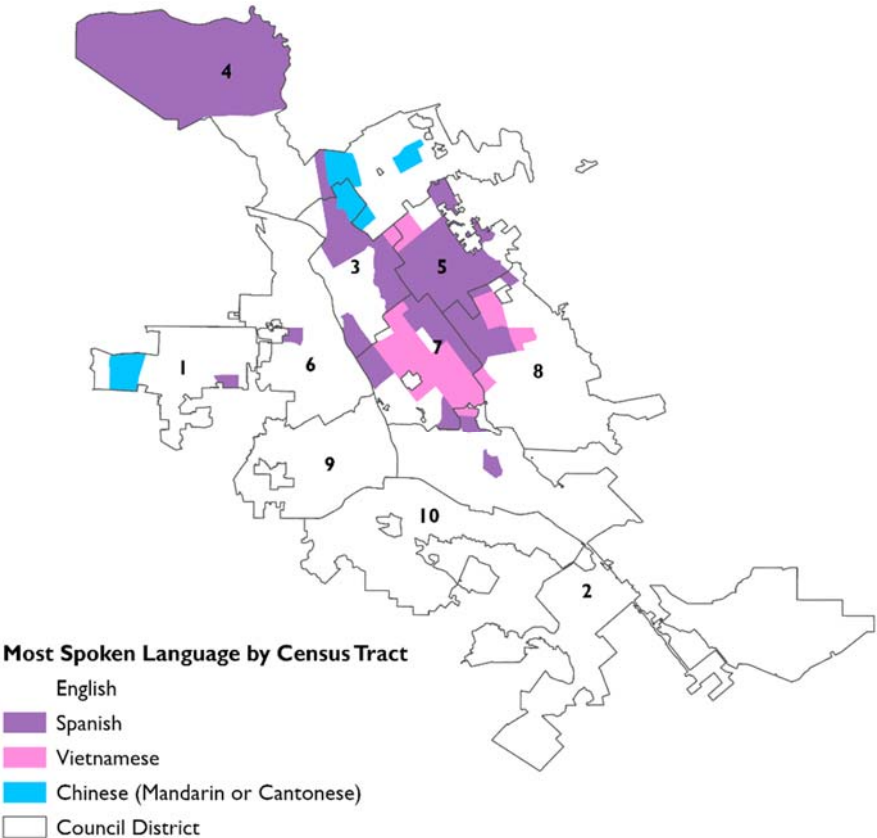 4
3
5
7
1
6
8
9
10
2
Most Spoken Language by Census Tract
English
Spanish
Vietnamese
Chinese (Mandarin or Cantonese)
Council District